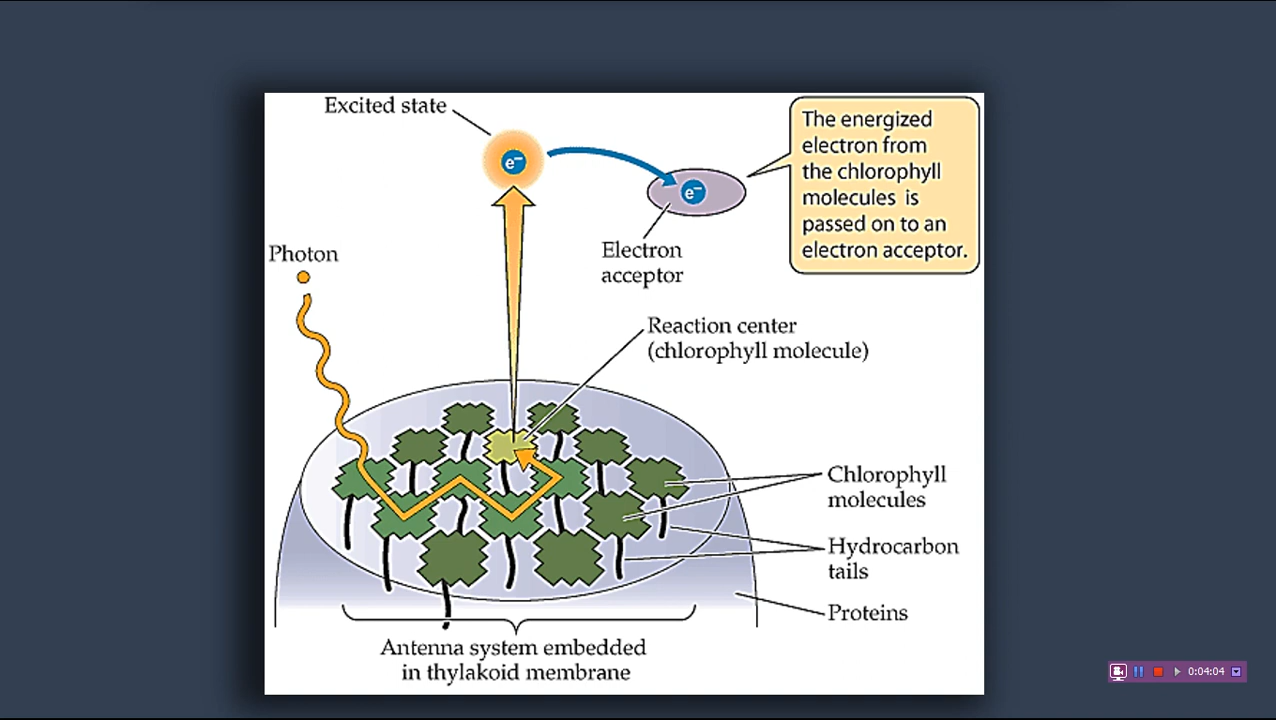 Excited state
e⁻
e⁻
The energized
electron from
the chlorophyll
molecules is
passed on to an
electron acceptor.
Electron
acceptor
Photon
Reaction center
(chlorophyll molecule)
Chlorophyll
molecules
Hydrocarbon
tails
Proteins
Antenna system embedded
in thylakoid membrane
0:04:04